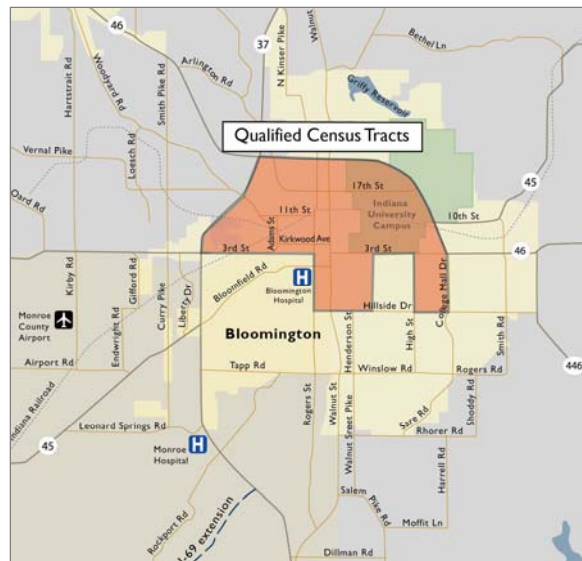 46
37
N Kinser Pike
Walnut St
Bethel Ln
Hartstrait Rd
Woodyard Rd
Smith Pike Rd
Arlington Rd
Griffy Reservoir
Qualified Census Tracts
Vernal Pike
Loesch Rd
45
17th St
11th St
Indiana
University
Campus
10th St
Oard Rd
Adams St
Kirkwood Ave
3rd St
3rd St
46
Kirby Rd
Gifford Rd
Curry Pike
Liberty Dr
Bloomfield Rd
H
Bloomington
Hospital
College Mall Dr
Monroe
County
Airport
Endwright Rd
Bloomington
Hillside Dr
Henderson St
High St
Smith Rd
Airport Rd
Tapp Rd
Winslow Rd
Rogers Rd
446
Indiana Railroad
Rogers St
Walnut St
Walnut Sreet Pike
Sare Rd
Shoddy Rd
45
Leonard Springs Rd
Monroe
Hospital
H
Rhorer Rd
Harrell Rd
Rockport Rd
I-69 extension
Salem
Pike Rd
Moffit Ln
Dillman Rd